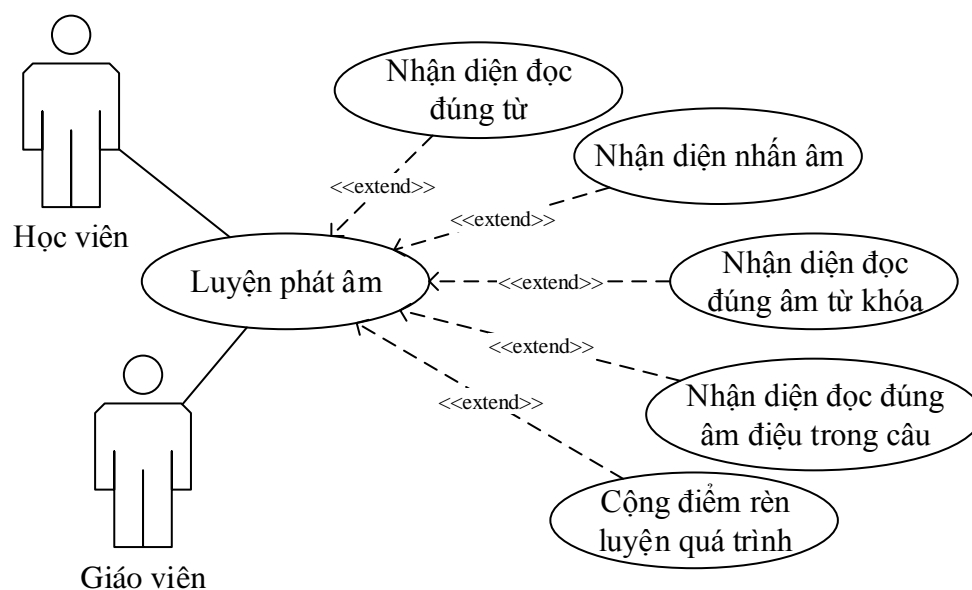 Nhận diện đọc
đúng từ
Nhận diện nhấn âm
<<extend>>
<<extend>>
Học viên
Luyện phát âm
<<extend>>
Nhận diện đọc
đúng âm từ khóa
<<extend>>
Nhận diện đọc đúng
âm điệu trong câu
<<extend>>
Cộng điểm rèn
luyện quá trình
Giáo viên